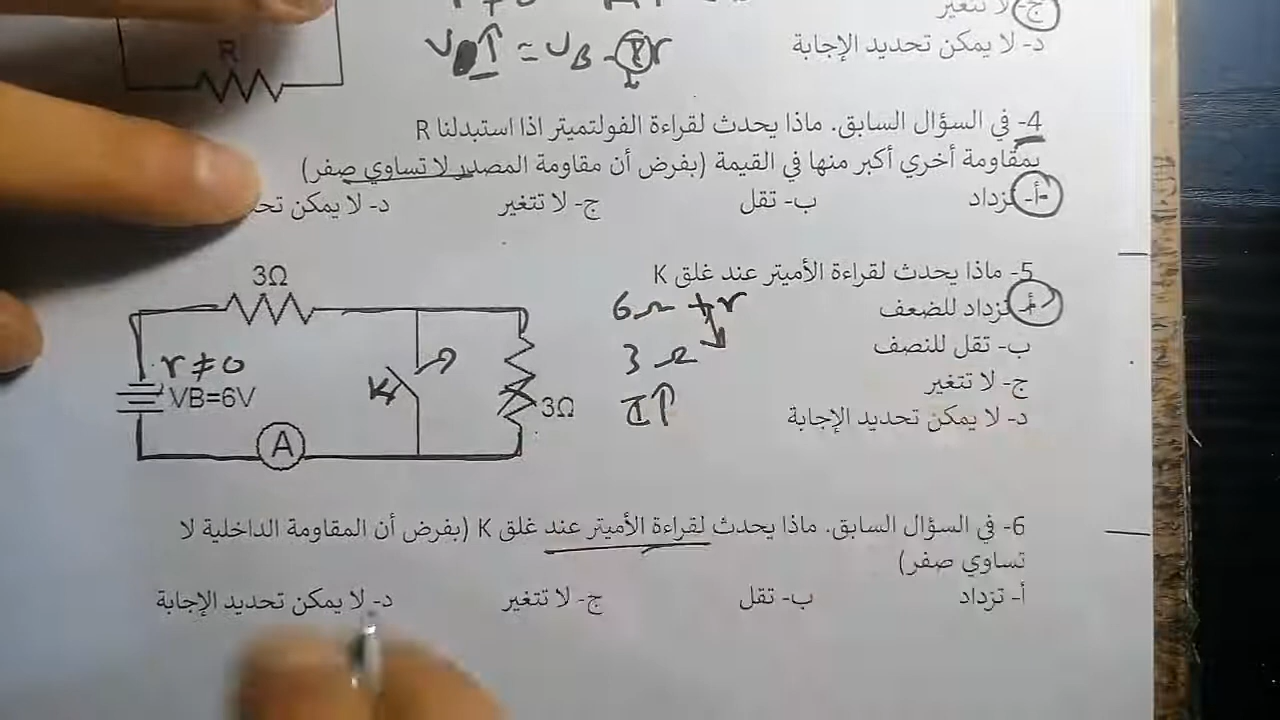 R
ج- لا تتغير
د- لا يمكن تحديد الإجابة
4- في السؤال السابق. ماذا يحدث لقراءة الفولتميتر اذا استبدلنا R
بمقاومة أخري أكبر منها في القيمة (بفرض أن مقاومة المصدر لا تساوي صفر)
أ- تزداد ب- تقل ج- لا تتغير د- لا يمكن تحد
5- ماذا يحدث لقراءة الأميتر عند غلق K
أ- تزداد للضعف
ب- تقل للنصف
ج- لا تتغير
د- لا يمكن تحديد الإجابة
6Ω + r
3Ω
I↑
3Ω
r≠0
VB=6V
K
3Ω
A
6- في السؤال السابق. ماذا يحدث لقراءة الأميتر عند غلق K (بفرض أن المقاومة الداخلية لا
تساوي صفر)
أ- تزداد ب- تقل ج- لا تتغير د- لا يمكن تحديد الإجابة